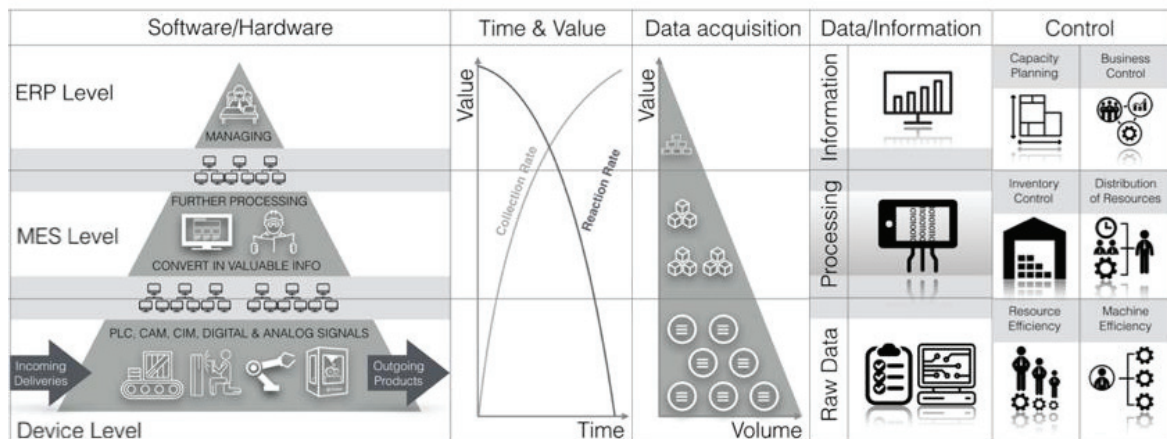 Software/Hardware
Time & Value
Data acquisition
Data/Information
Control
ERP Level
MANAGING
MES Level
FURTHER PROCESSING
CONVERT IN VALUABLE INFO
PLC, CAM, CIM, DIGITAL & ANALOG SIGNALS
Incoming
Deliveries
Outgoing
Products
Device Level
Value
Collection Rate
Reaction Rate
Time
Value
Volume
Information
Processing
Raw Data
Capacity
Planning
Business
Control
Inventory
Control
Distribution
of Resources
Resource
Efficiency
Machine
Efficiency